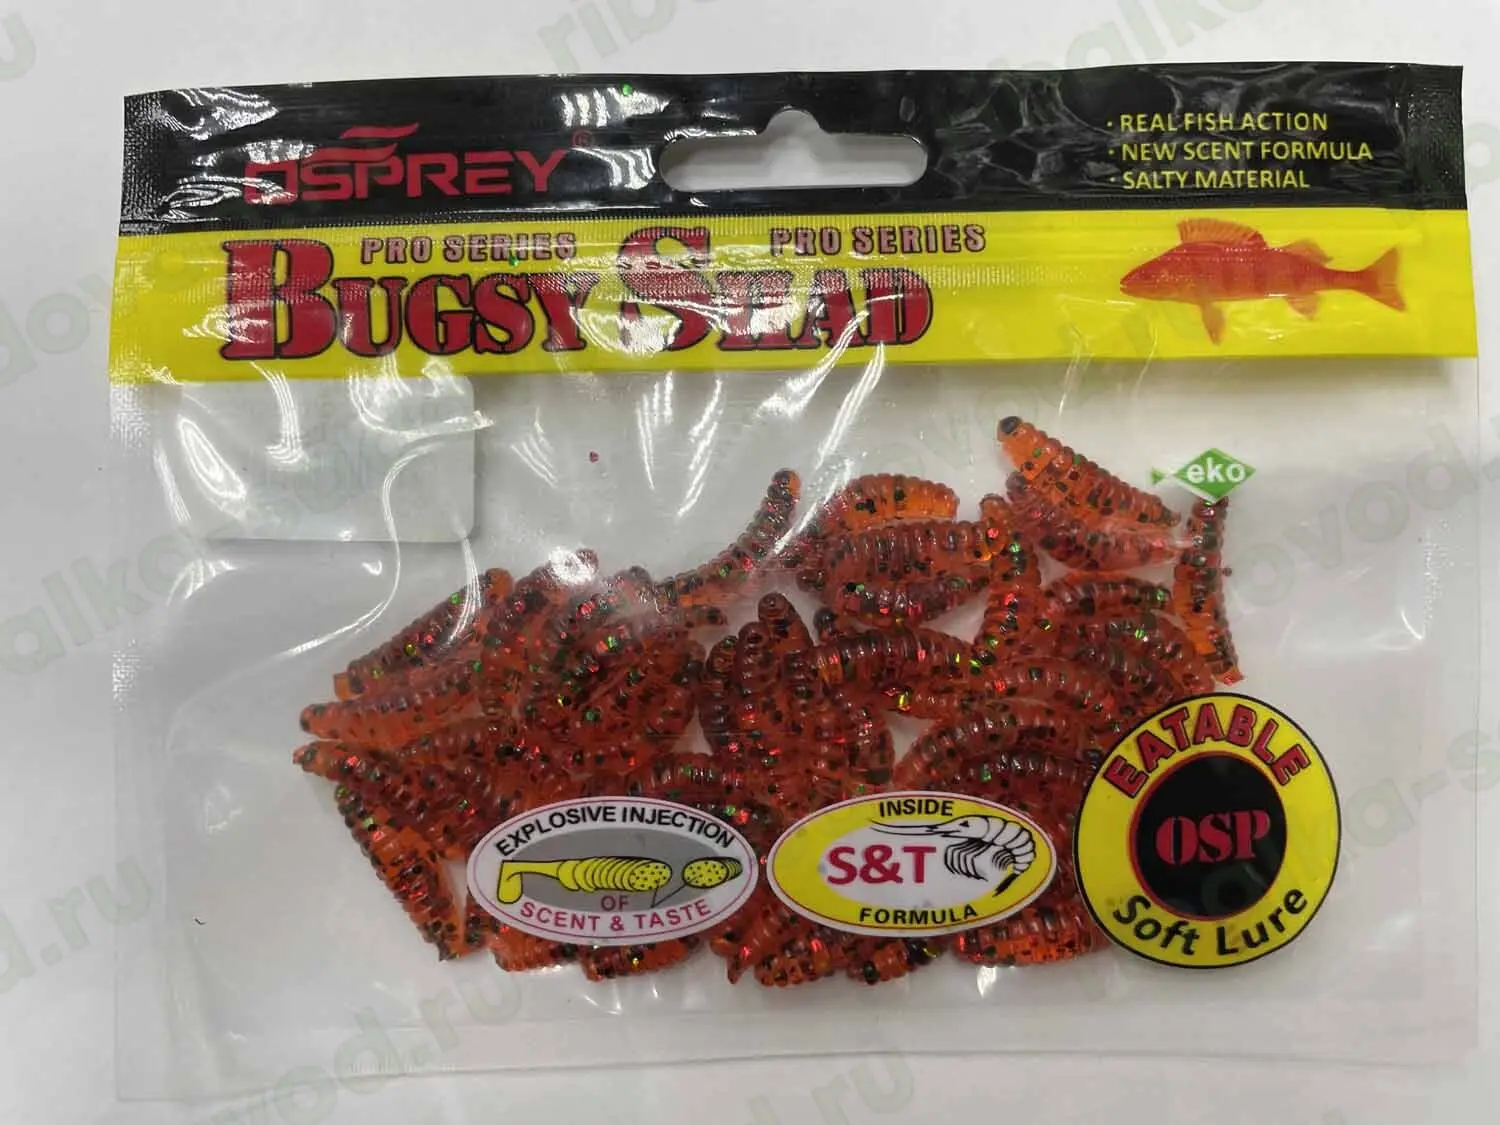 OSPREY
· REAL FISH ACTION
· NEW SCENT FORMULA
· SALTY MATERIAL
PRO SERIES PRO SERIES
BUGSY SHAD
eko
EXPLOSIVE INJECTION
OF
SCENT & TASTE
INSIDE
S&T
FORMULA
EATABLE
OSP
Soft Lure